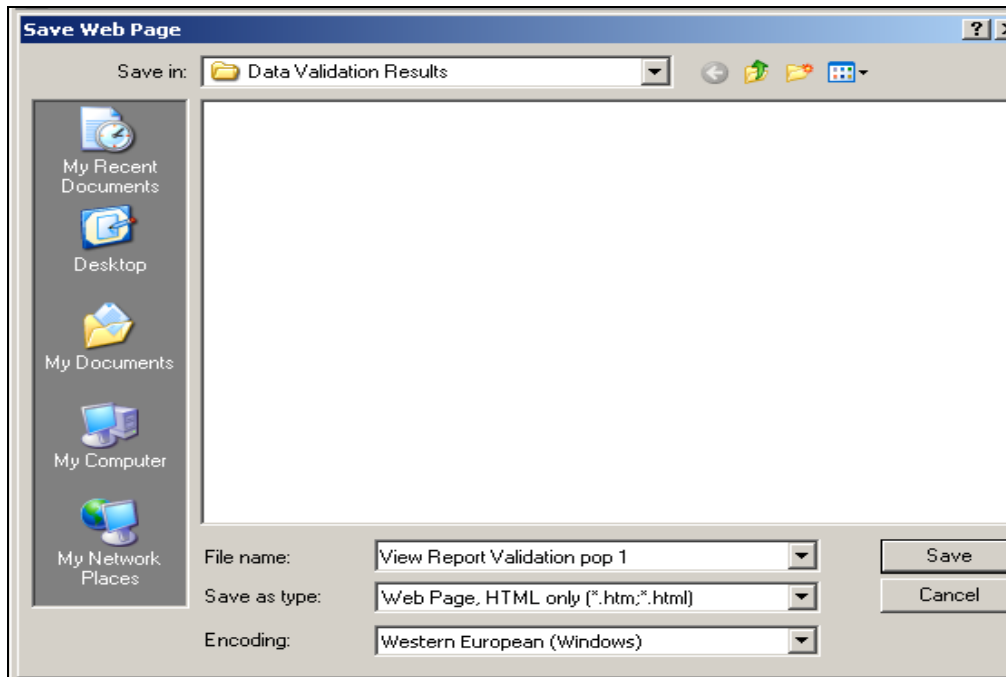 Save Web Page
Save in:
Data Validation Results
My Recent
Documents
Desktop
My Documents
My Computer
My Network
Places
File name:
View Report Validation pop 1
Save
Save as type:
Web Page, HTML only (*.htm;*.html)
Cancel
Encoding:
Western European (Windows)